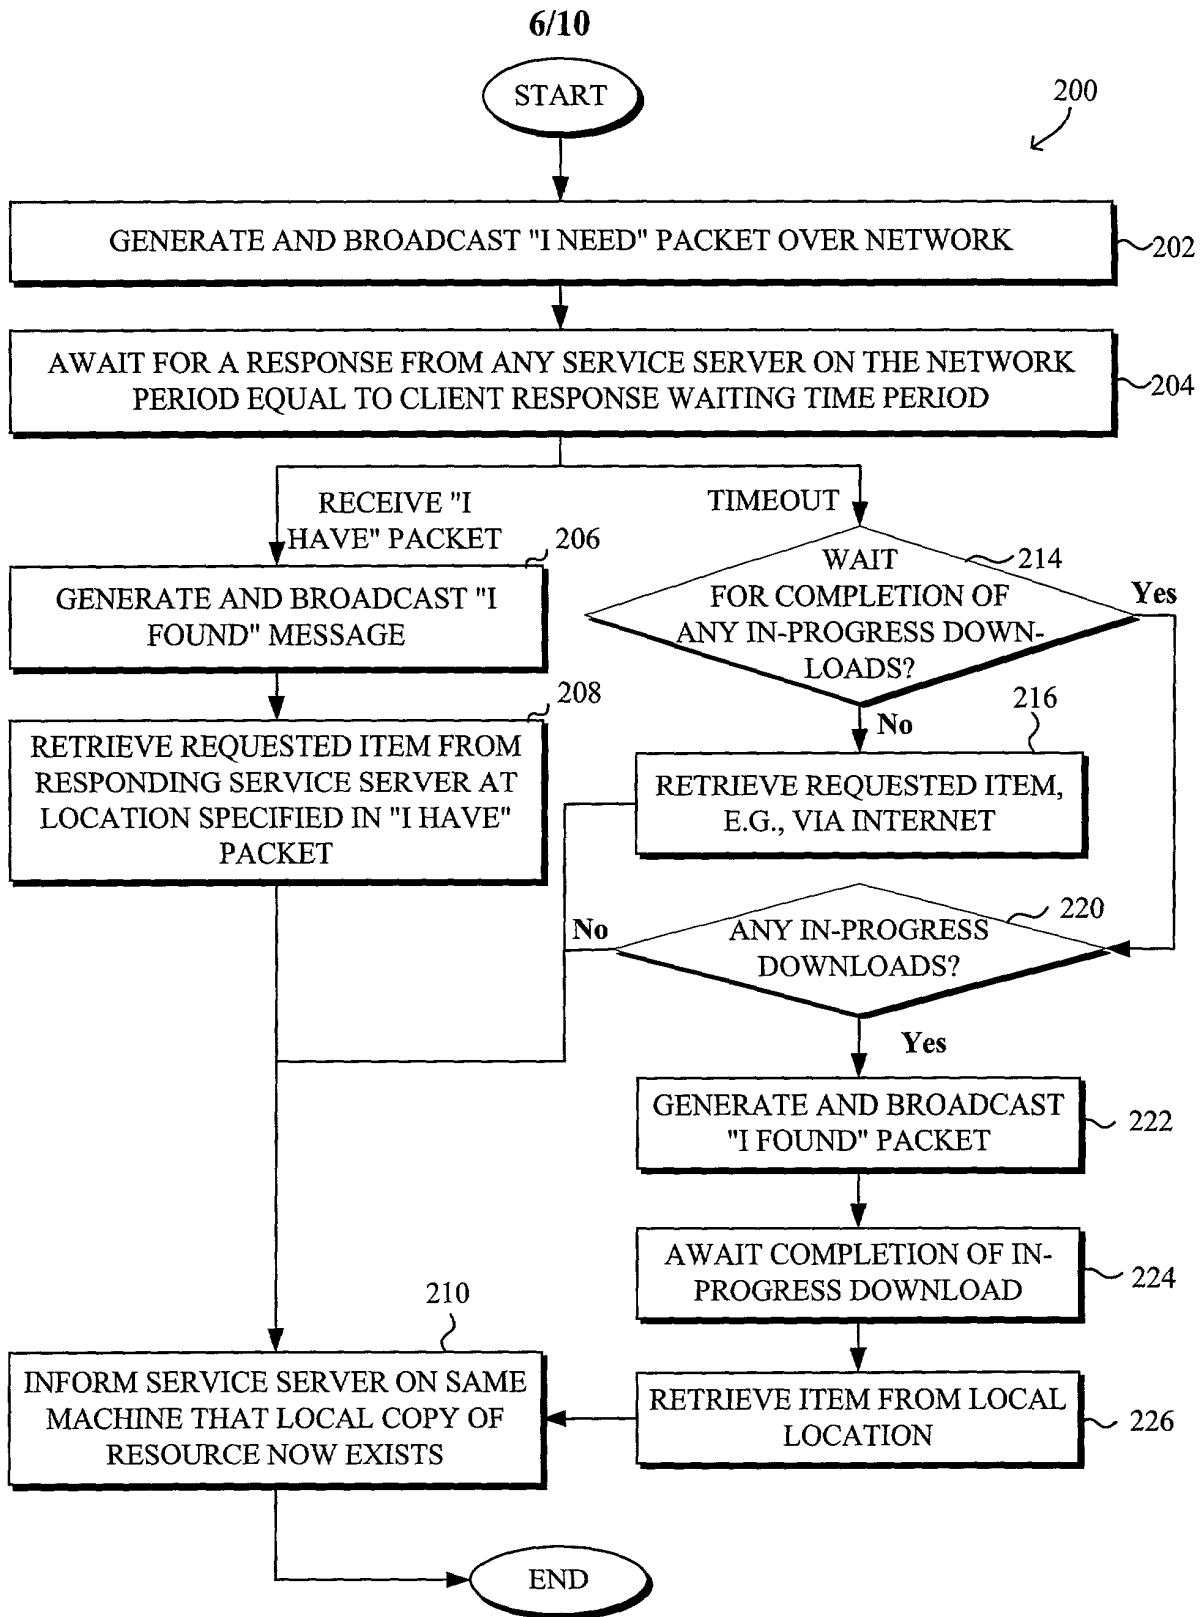 6/10
START
200
GENERATE AND BROADCAST "I NEED" PACKET OVER NETWORK
202
AWAIT FOR A RESPONSE FROM ANY SERVICE SERVER ON THE NETWORK
PERIOD EQUAL TO CLIENT RESPONSE WAITING TIME PERIOD
204
RECEIVE "I
HAVE" PACKET
TIMEOUT
206
GENERATE AND BROADCAST "I
FOUND" MESSAGE
WAIT
FOR COMPLETION OF
ANY IN-PROGRESS DOWN-
LOADS?
214
Yes
No
208
RETRIEVE REQUESTED ITEM FROM
RESPONDING SERVICE SERVER AT
LOCATION SPECIFIED IN "I HAVE"
PACKET
216
RETRIEVE REQUESTED ITEM,
E.G., VIA INTERNET
No
ANY IN-PROGRESS
DOWNLOADS?
220
Yes
GENERATE AND BROADCAST
"I FOUND" PACKET
222
AWAIT COMPLETION OF IN-
PROGRESS DOWNLOAD
224
210
INFORM SERVICE SERVER ON SAME
MACHINE THAT LOCAL COPY OF
RESOURCE NOW EXISTS
RETRIEVE ITEM FROM LOCAL
LOCATION
226
END